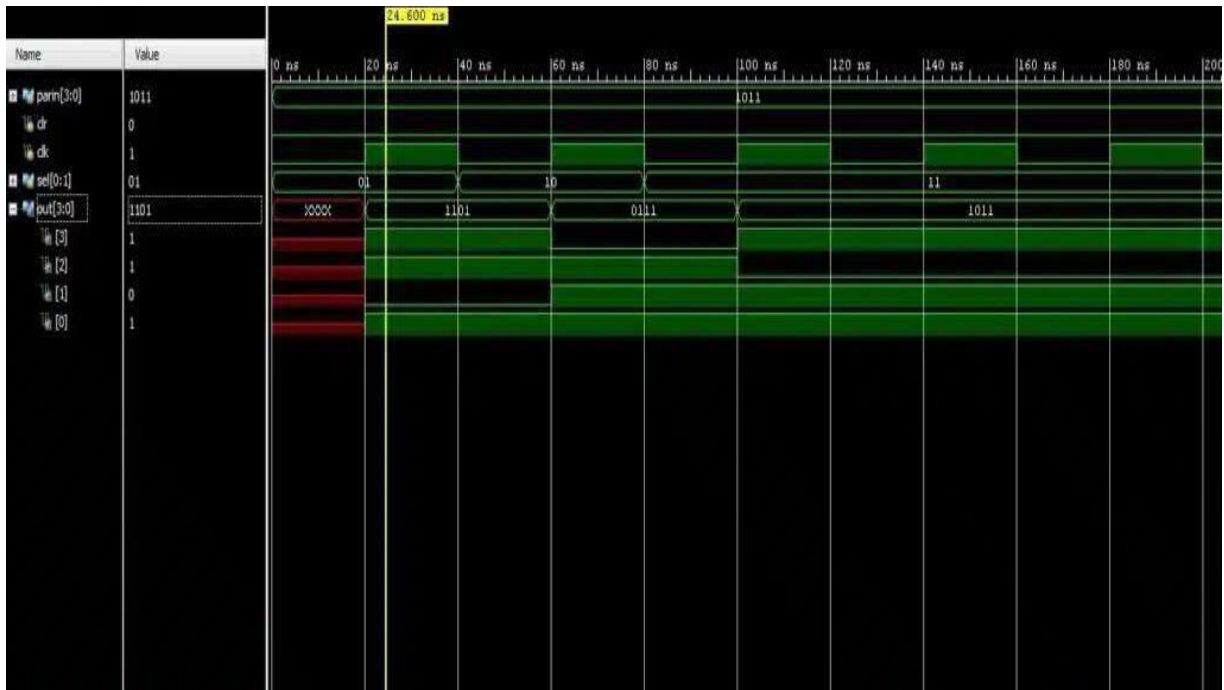 24.600 ns
Name Value
0 ns 20 ns 40 ns 60 ns 80 ns 100 ns 120 ns 140 ns 160 ns 180 ns 200
parin[3:0] 1011 1011
clr 0
clk 1
sel[0:1] 01 01 10 11
out[3:0] 1101 XXXX 1101 0111 1011
[3] 1
[2] 1
[1] 0
[0] 1